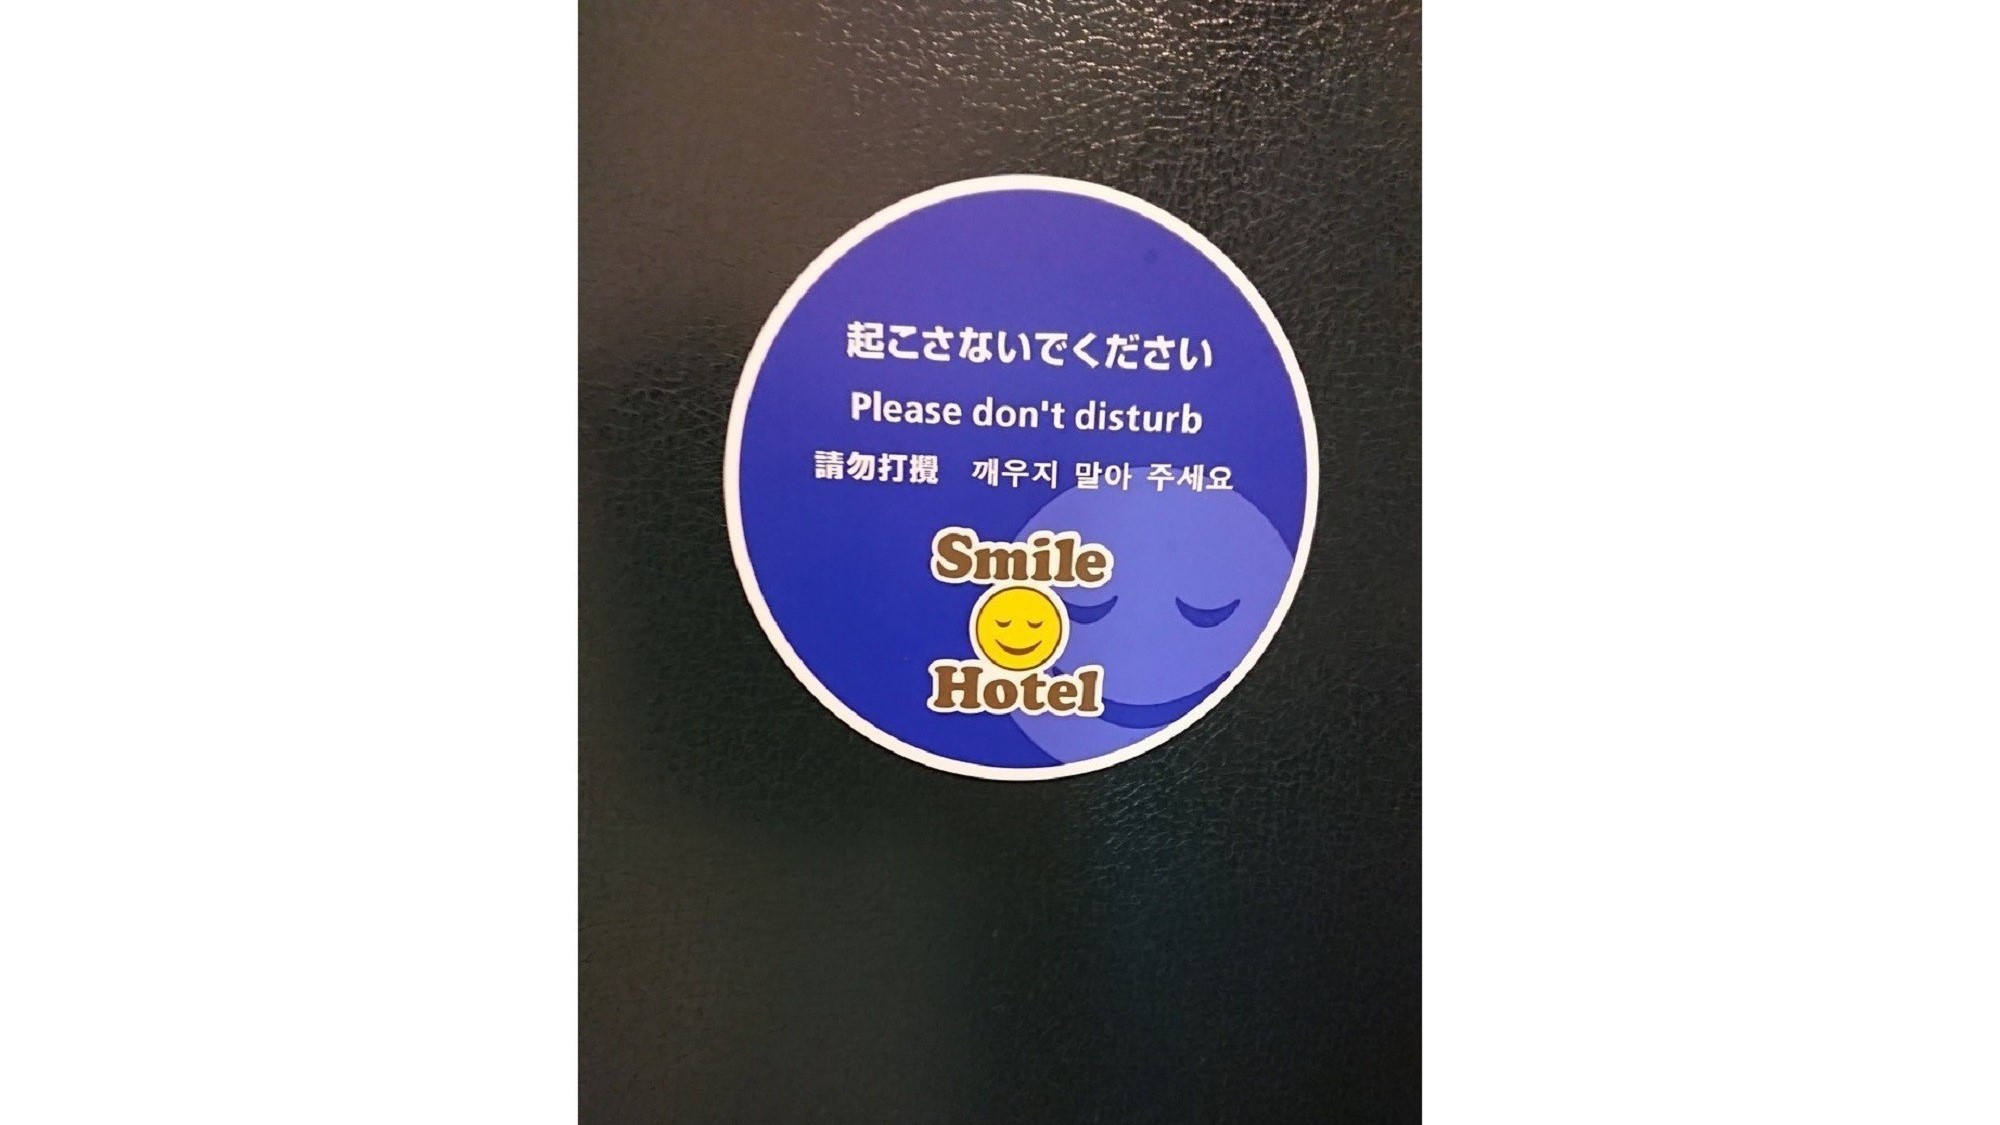 起こさないでください
Please don't disturb
請勿打攪 깨우지 말아 주세요
Smile
Hotel